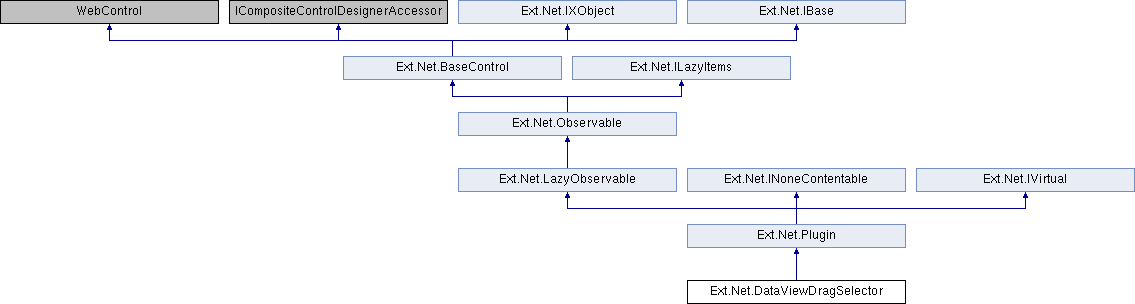 WebControl
ICompositeControlDesignerAccessor
Ext.Net.IXObject
Ext.Net.IBase
Ext.Net.BaseControl
Ext.Net.ILazyItems
Ext.Net.Observable
Ext.Net.LazyObservable
Ext.Net.INoneContentable
Ext.Net.IVirtual
Ext.Net.Plugin
Ext.Net.DataViewDragSelector